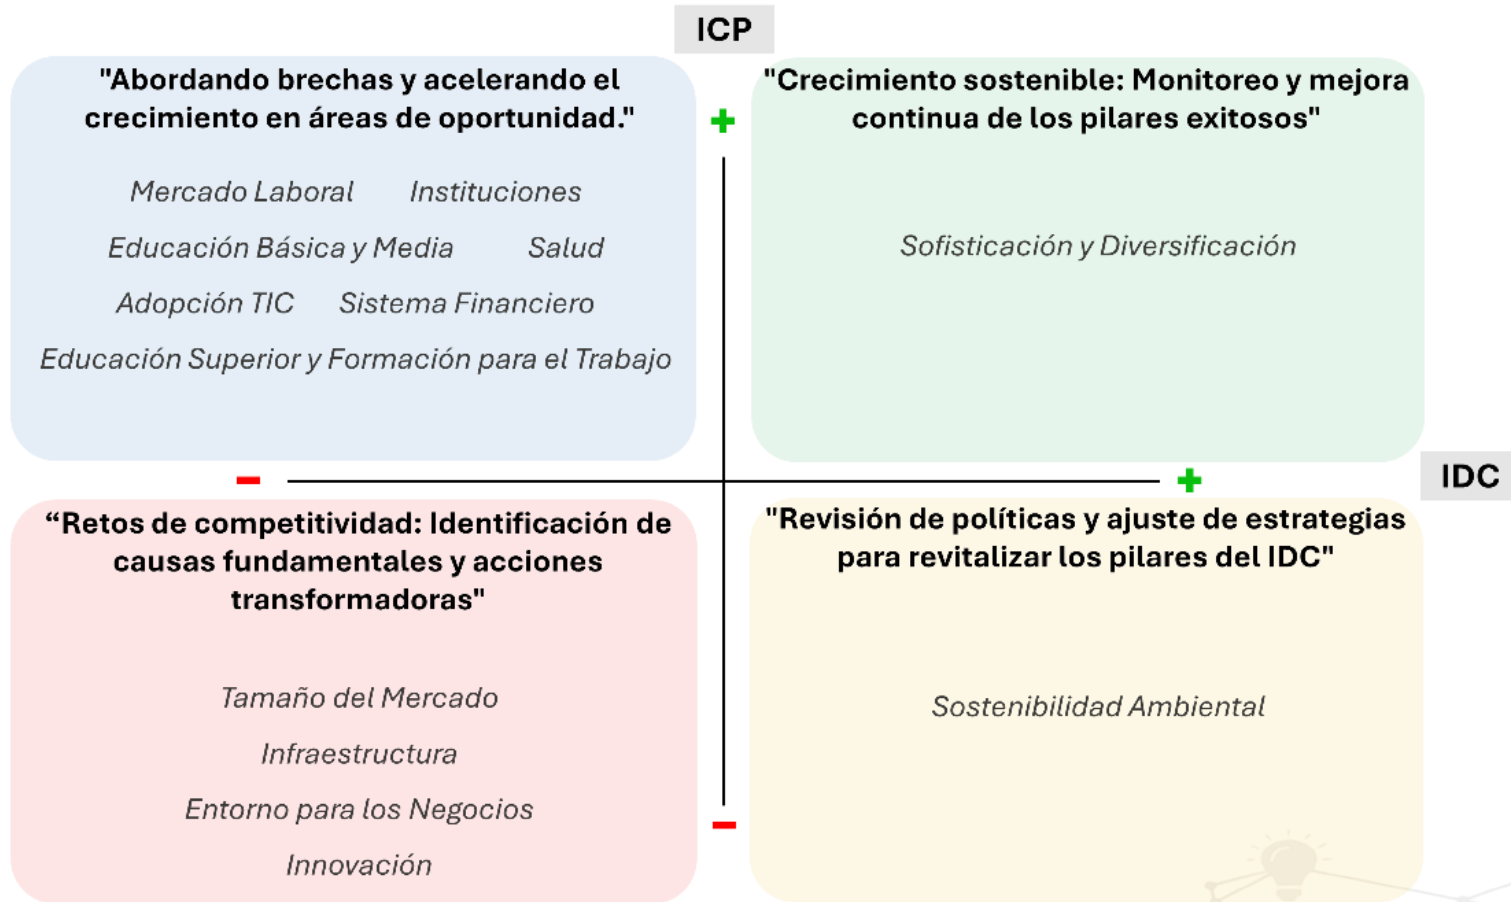 ICP
"Abordando brechas y acelerando el
crecimiento en áreas de oportunidad."
Mercado Laboral Instituciones
Educación Básica y Media Salud
Adopción TIC Sistema Financiero
Educación Superior y Formación para el Trabajo
+
"Crecimiento sostenible: Monitoreo y mejora
continua de los pilares exitosos"
Sofisticación y Diversificación
-
+
IDC
“Retos de competitividad: Identificación de
causas fundamentales y acciones
transformadoras"
Tamaño del Mercado
Infraestructura
Entorno para los Negocios
Innovación
-
"Revisión de políticas y ajuste de estrategias
para revitalizar los pilares del IDC"
Sostenibilidad Ambiental